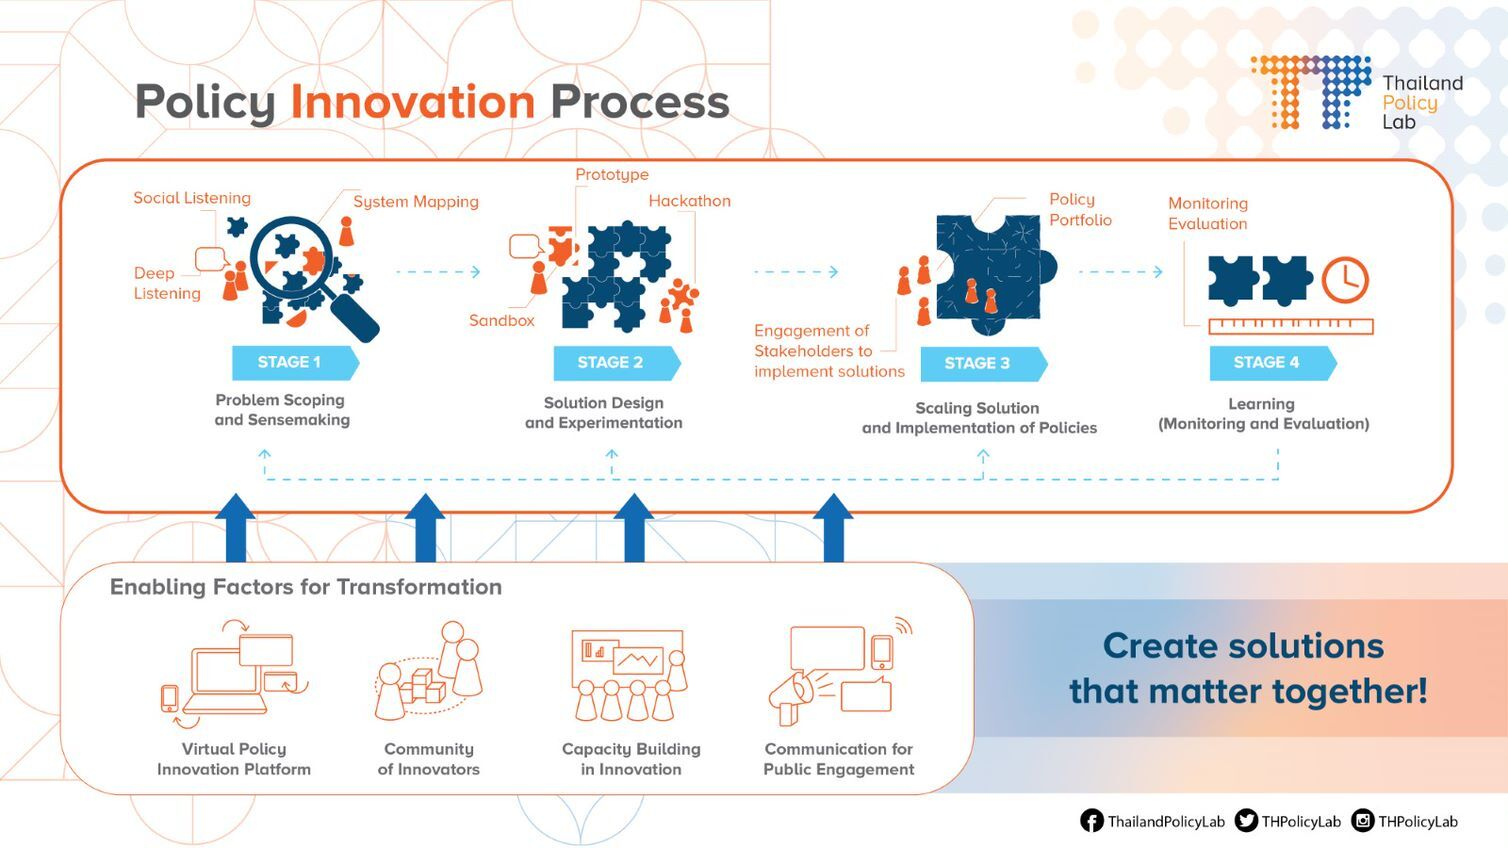 Policy Innovation Process
Thailand
Policy
Lab
Social Listening
System Mapping
Deep
Listening
STAGE 1
Problem Scoping
and Sensemaking
Prototype
Hackathon
Sandbox
STAGE 2
Solution Design
and Experimentation
Policy
Portfolio
Engagement of
Stakeholders to
implement solutions
STAGE 3
Scaling Solution
and Implementation of Policies
Monitoring
Evaluation
STAGE 4
Learning
(Monitoring and Evaluation)
Enabling Factors for Transformation
Virtual Policy
Innovation Platform
Community
of Innovators
Capacity Building
in Innovation
Communication for
Public Engagement
Create solutions
that matter together!
ThailandPolicyLab THPolicyLab THPolicyLab